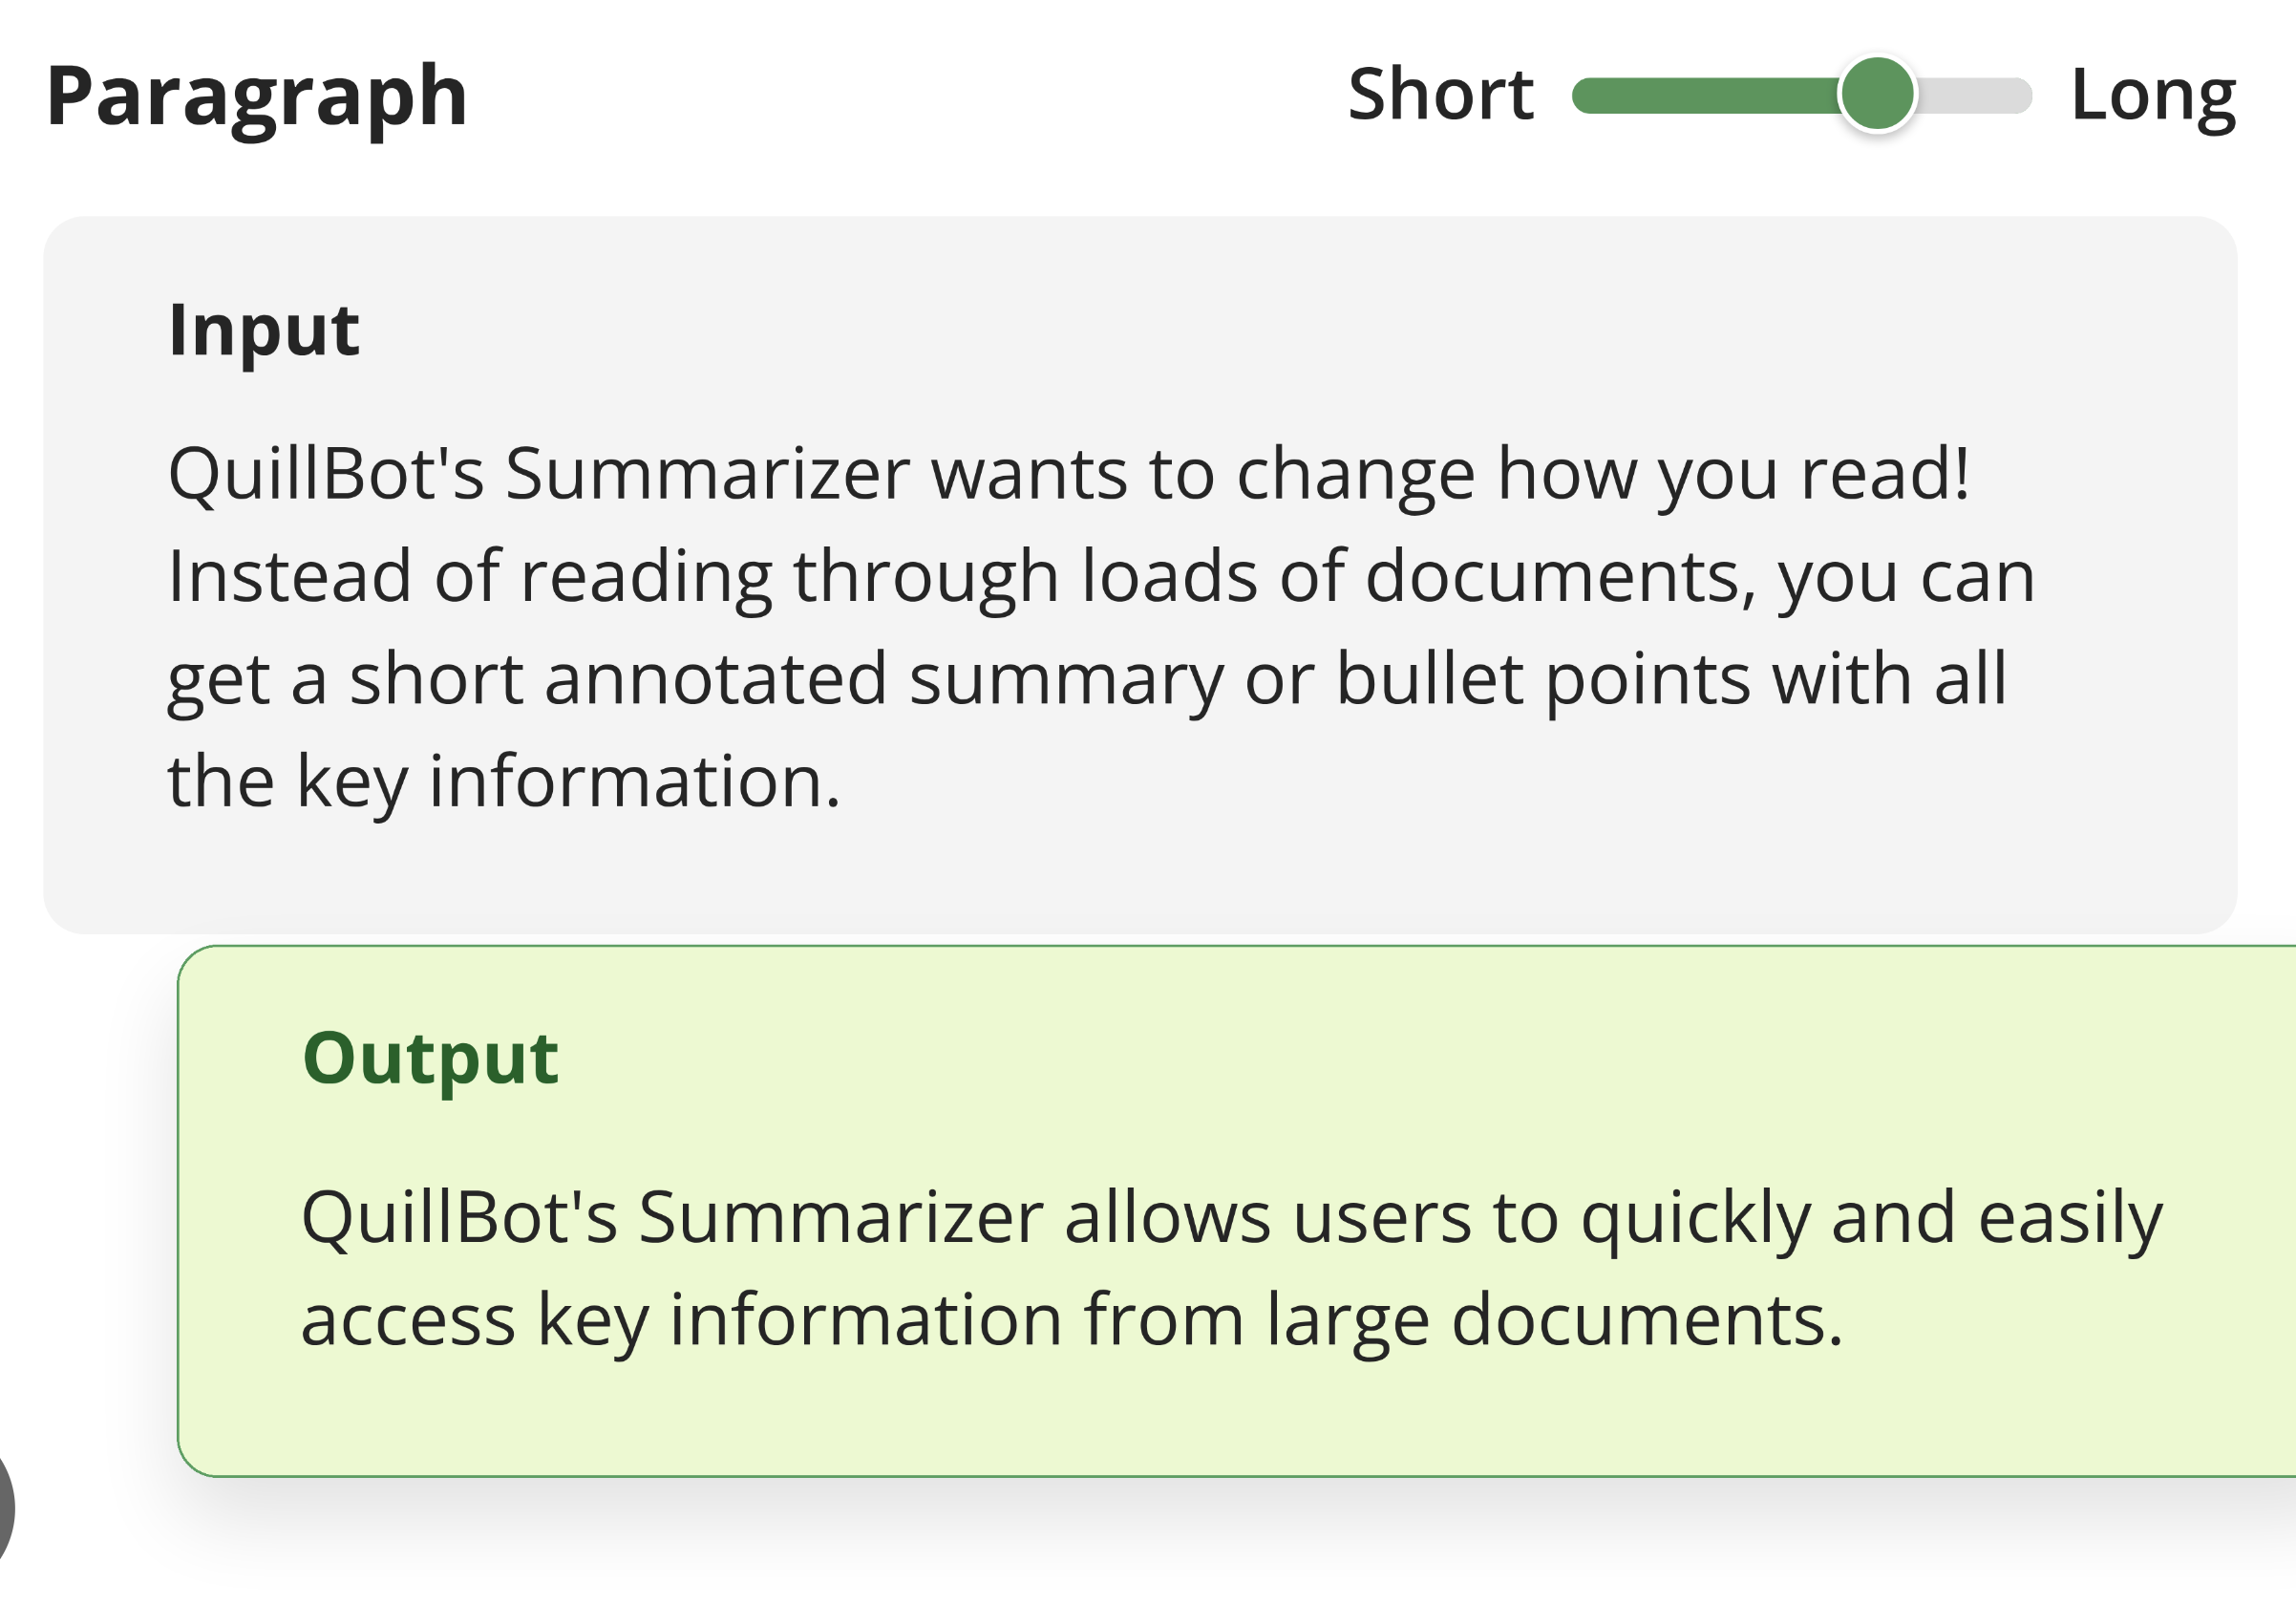 Paragraph
Short Long
Input
QuillBot's Summarizer wants to change how you read!
Instead of reading through loads of documents, you can
get a short annotated summary or bullet points with all
the key information.
Output
QuillBot's Summarizer allows users to quickly and easily
access key information from large documents.